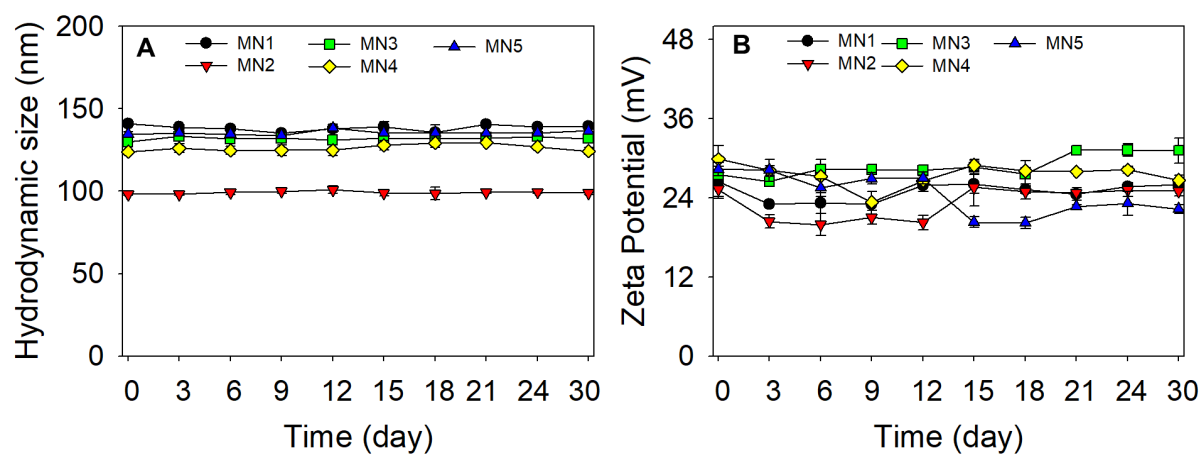 A
MN1 MN3 MN5
MN2 MN4
Hydrodynamic size (nm)
200
150
100
50
0
0 3 6 9 12 15 18 21 24 30
Time (day)
B
MN1 MN3 MN5
MN2 MN4
Zeta Potential (mV)
48
36
24
12
0
0 3 6 9 12 15 18 21 24 30
Time (day)